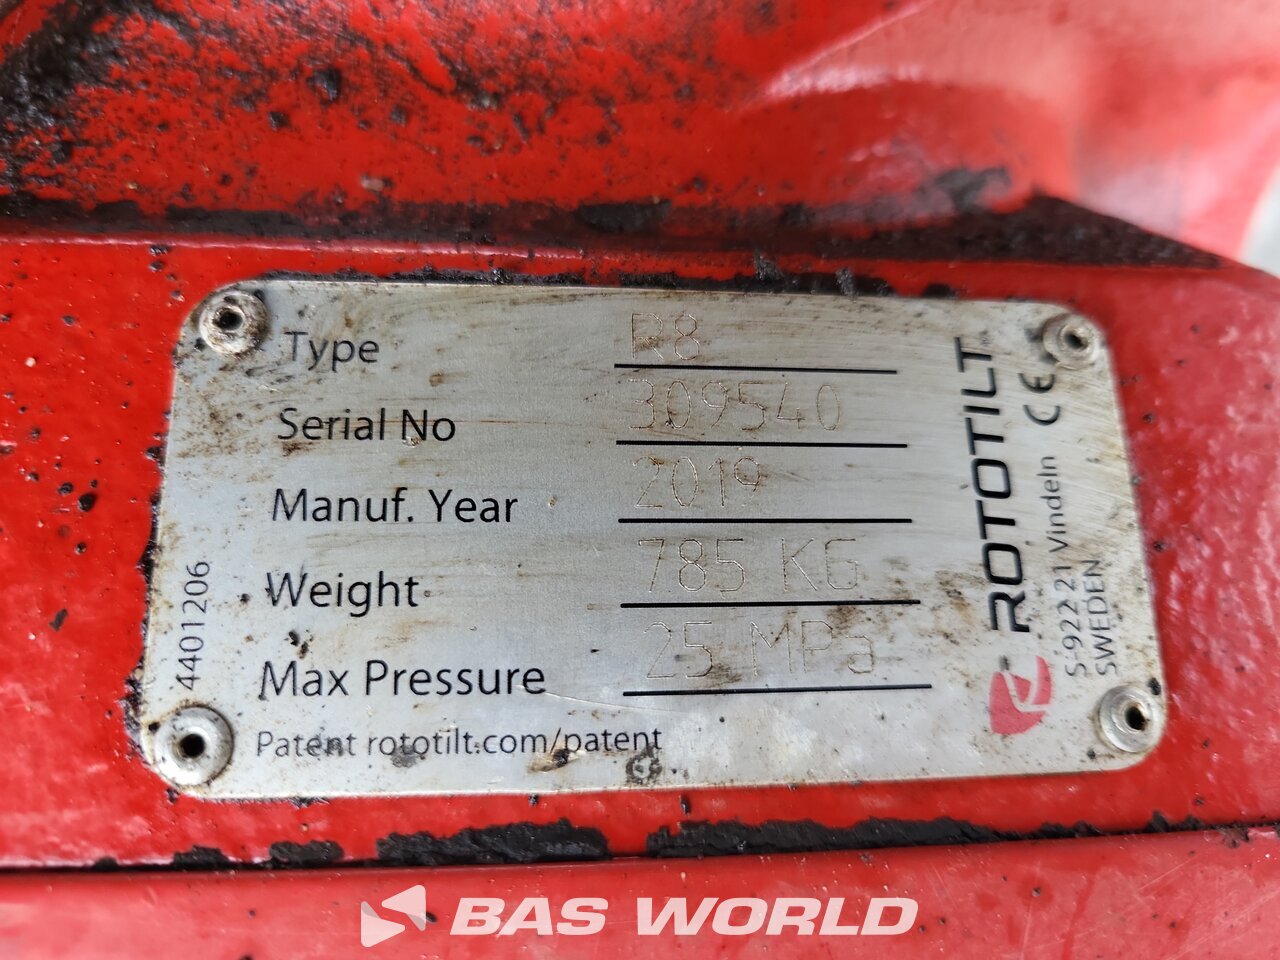 Type R8
Serial No 309540
Manuf. Year 2019
Weight 785 KG
Max Pressure 25 MPa
Patent rototilt.com/patent
4401206
ROTOTILT
CE
S-922 21 Vindeln
SWEDEN
BAS WORLD